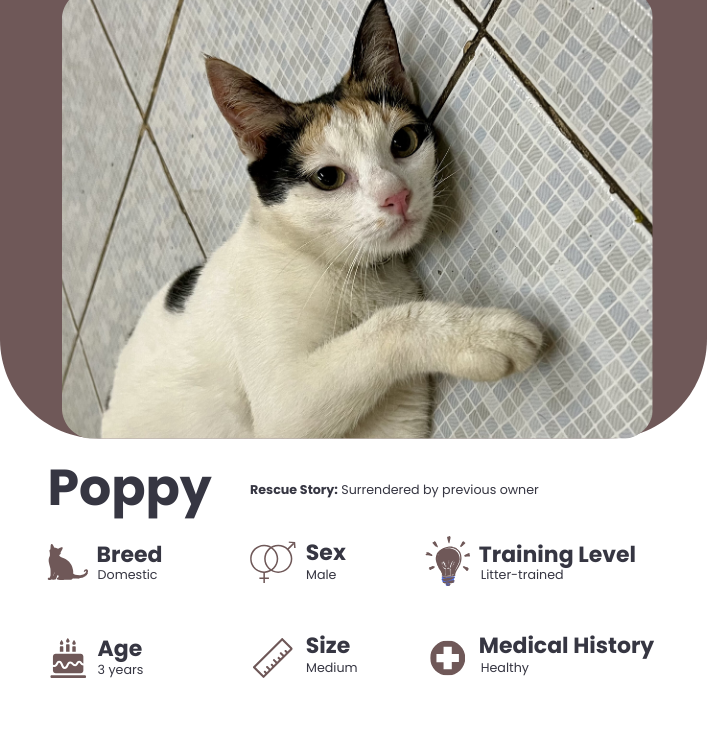 Poppy
Rescue Story: Surrendered by previous owner
Breed
Domestic
Sex
Male
Training Level
Litter-trained
Age
3 years
Size
Medium
Medical History
Healthy